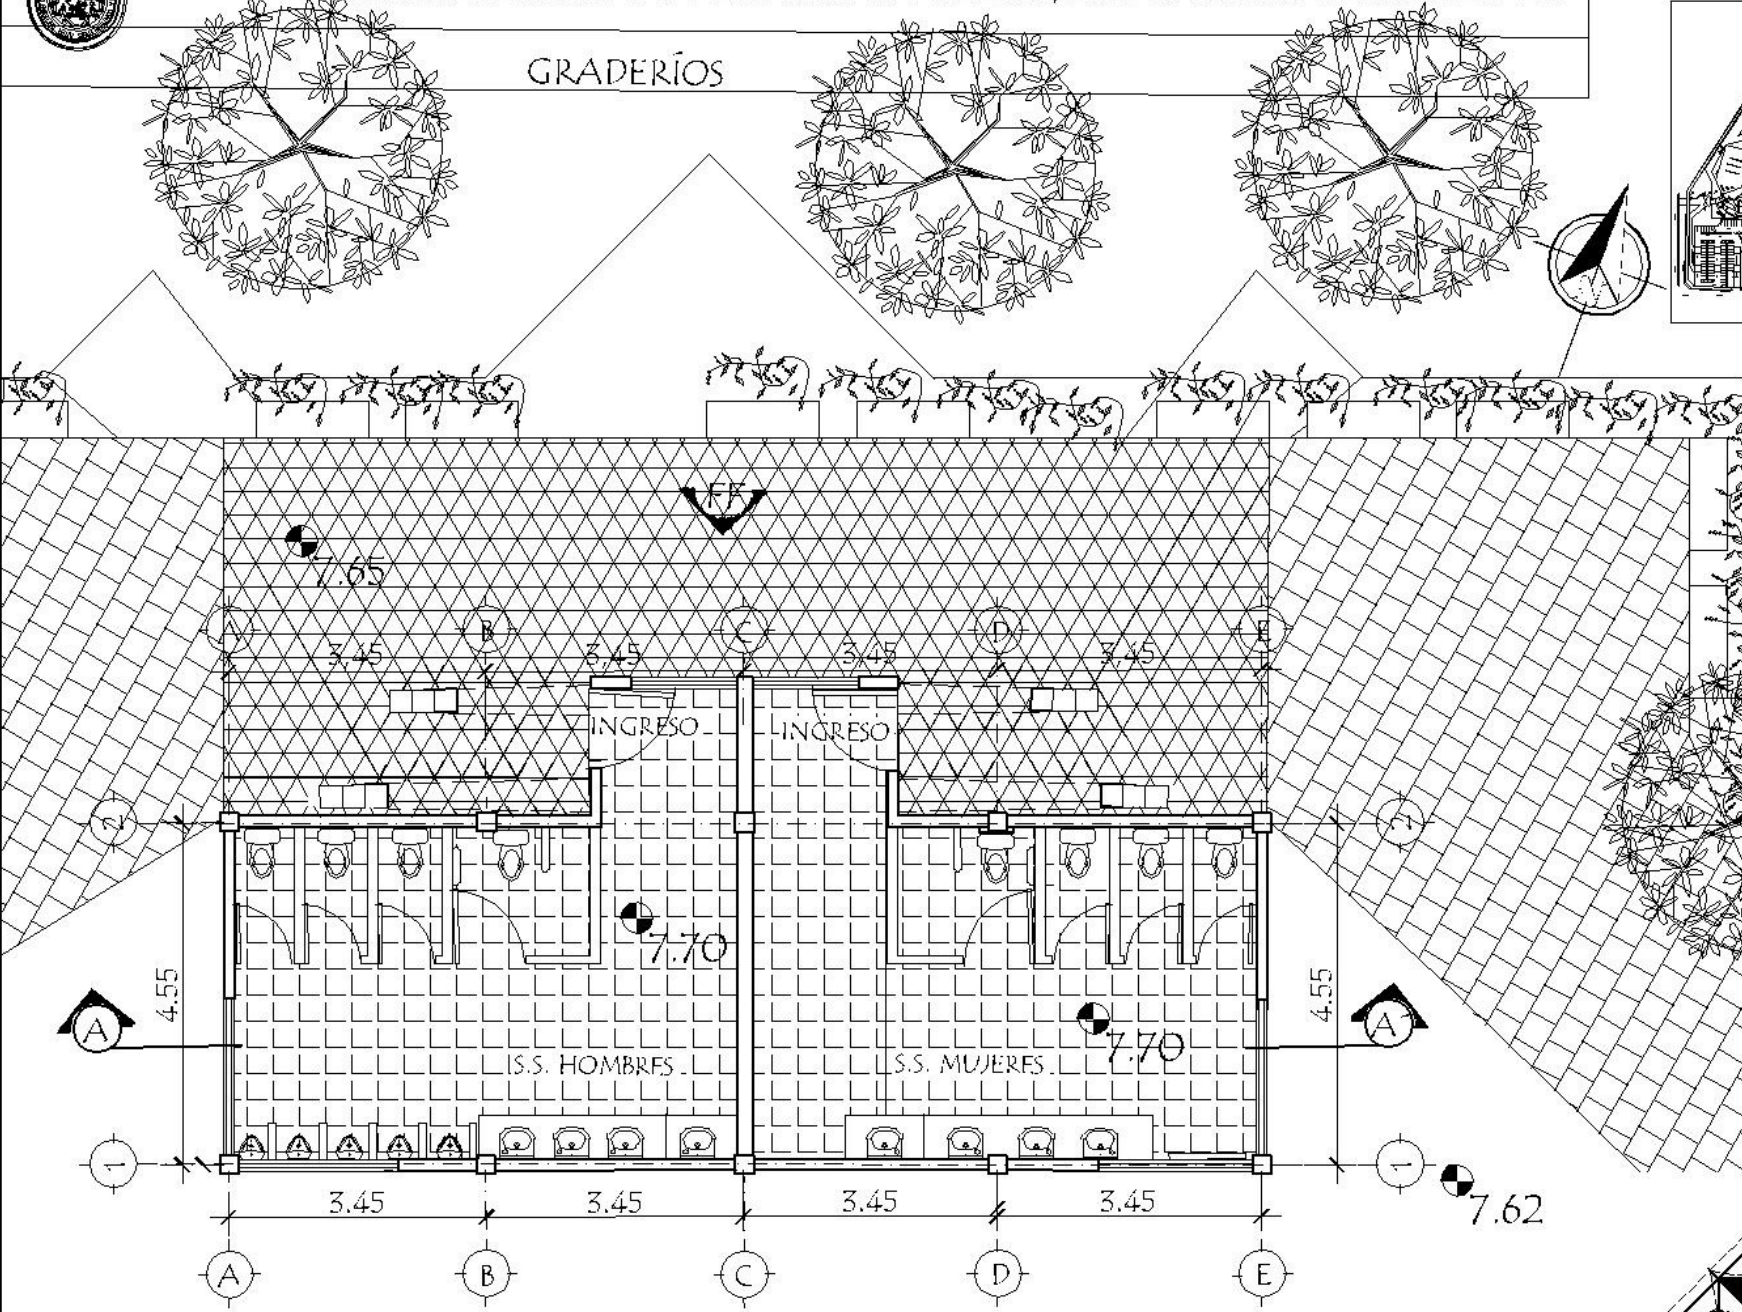 GRADERÍOS
FF
7.65
A B C D E
3,45 3,45 3,45 3,45
INGRESO INGRESO
2 2
7.70
4.55 4.55
A A
7.70
S.S. HOMBRES S.S. MUJERES
1 1
7.62
3.45 3.45 3.45 3.45
A B C D E